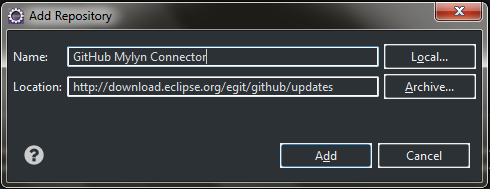 Add Repository
Name: GitHub Mylyn Connector Local...
Location: http://download.eclipse.org/egit/github/updates Archive...
? Add Cancel